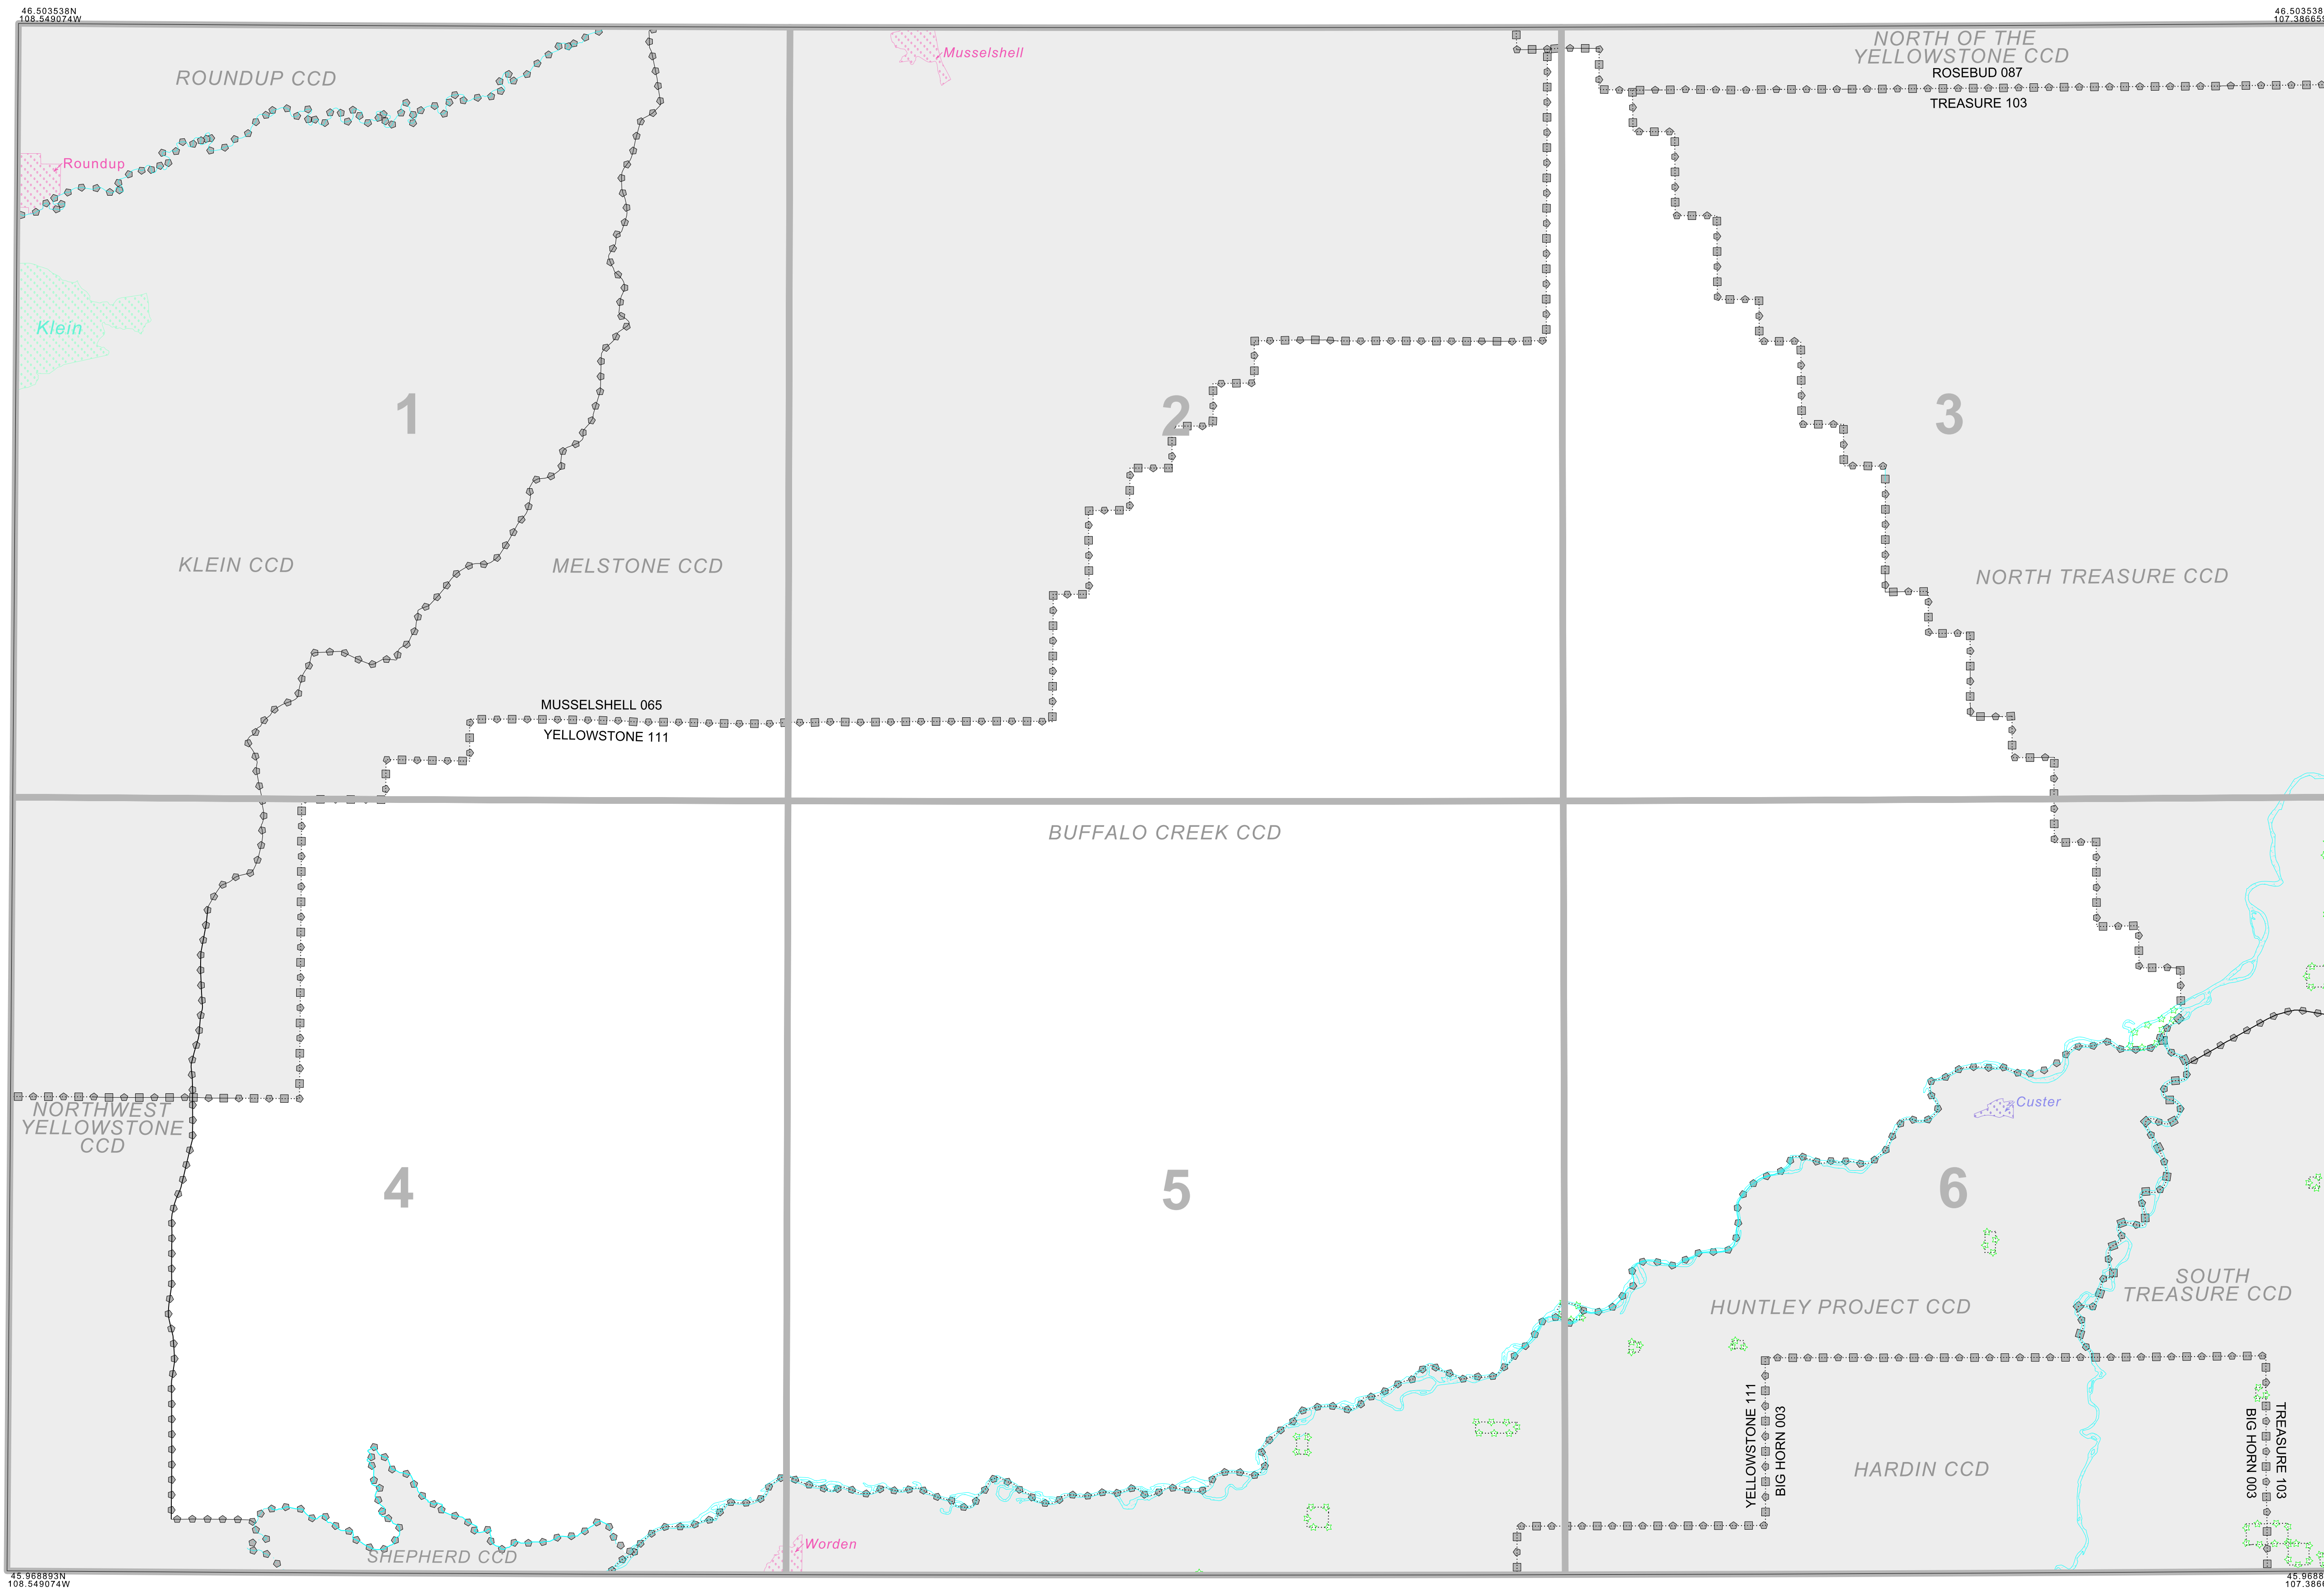 46.503538N
108.549074W
46.503538
107.38665
NORTH OF THE
YELLOWSTONE CCD
ROUNDUP CCD
Musselshell
ROSEBUD 087
TREASURE 103
Roundup
Klein
1
2
3
KLEIN CCD
MELSTONE CCD
NORTH TREASURE CCD
MUSSELSHELL 065
YELLOWSTONE 111
BUFFALO CREEK CCD
NORTHWEST
YELLOWSTONE
CCD
Custer
4
5
6
SOUTH
TREASURE CCD
HUNTLEY PROJECT CCD
YELLOWSTONE 111
BIG HORN 003
HARDIN CCD
BIG HORN 003
TREASURE 103
Worden
SHEPHERD CCD
45.968893N
108.549074W
45.9688
107.386